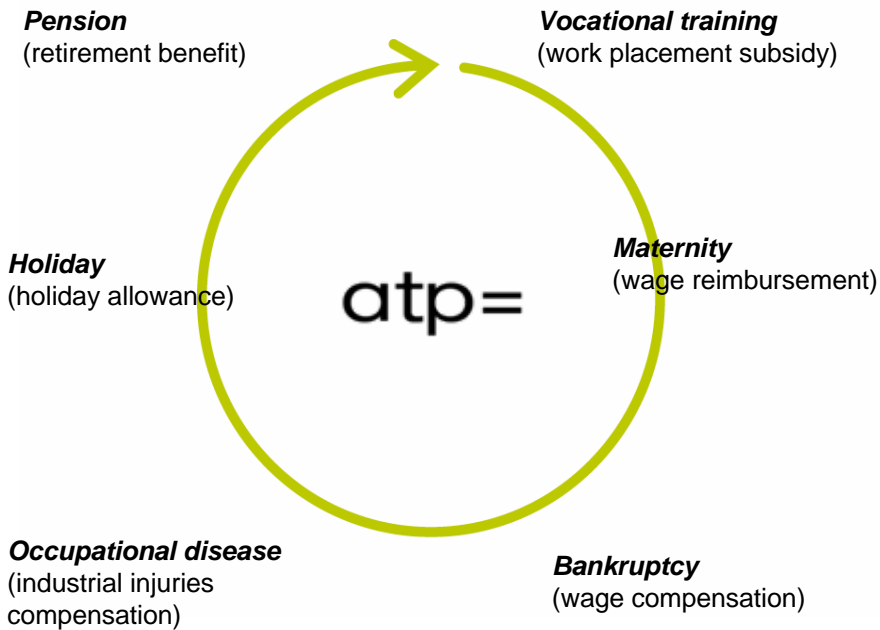 Pension
(retirement benefit)
Vocational training
(work placement subsidy)
Holiday
(holiday allowance)
atp=
Maternity
(wage reimbursement)
Occupational disease
(industrial injuries
compensation)
Bankruptcy
(wage compensation)